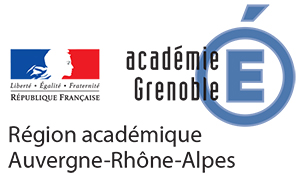 Liberté • Égalité • Fraternité
RÉPUBLIQUE FRANÇAISE
académie
Grenoble
É
Région académique
Auvergne-Rhône-Alpes